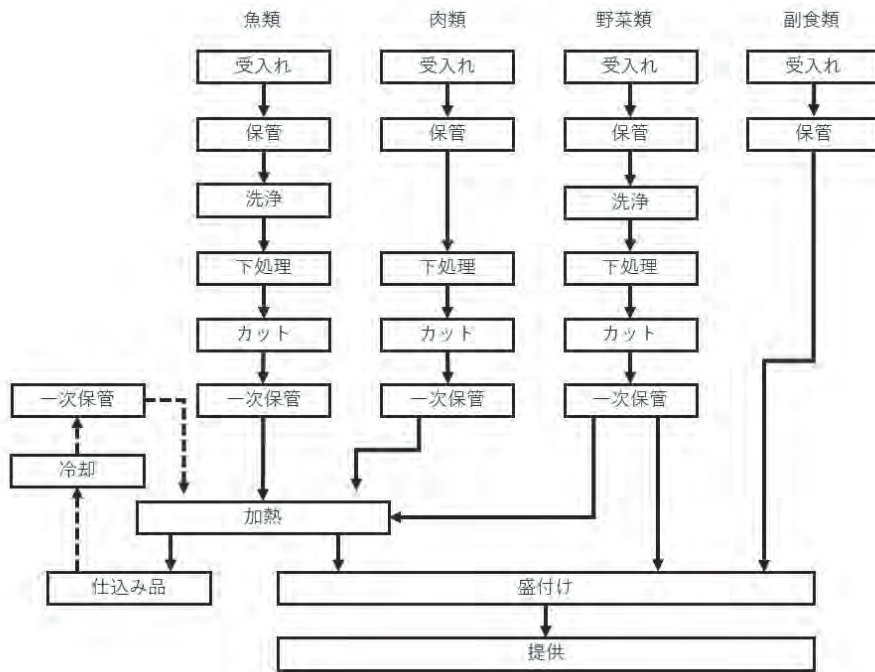 魚類
肉類
野菜類
副食類
受入れ
受入れ
受入れ
受入れ
保管
保管
保管
保管
洗浄
洗浄
下処理
下処理
下処理
カット
カット
カット
一次保管
一次保管
一次保管
一次保管
冷却
加熱
仕込み品
盛付け
提供